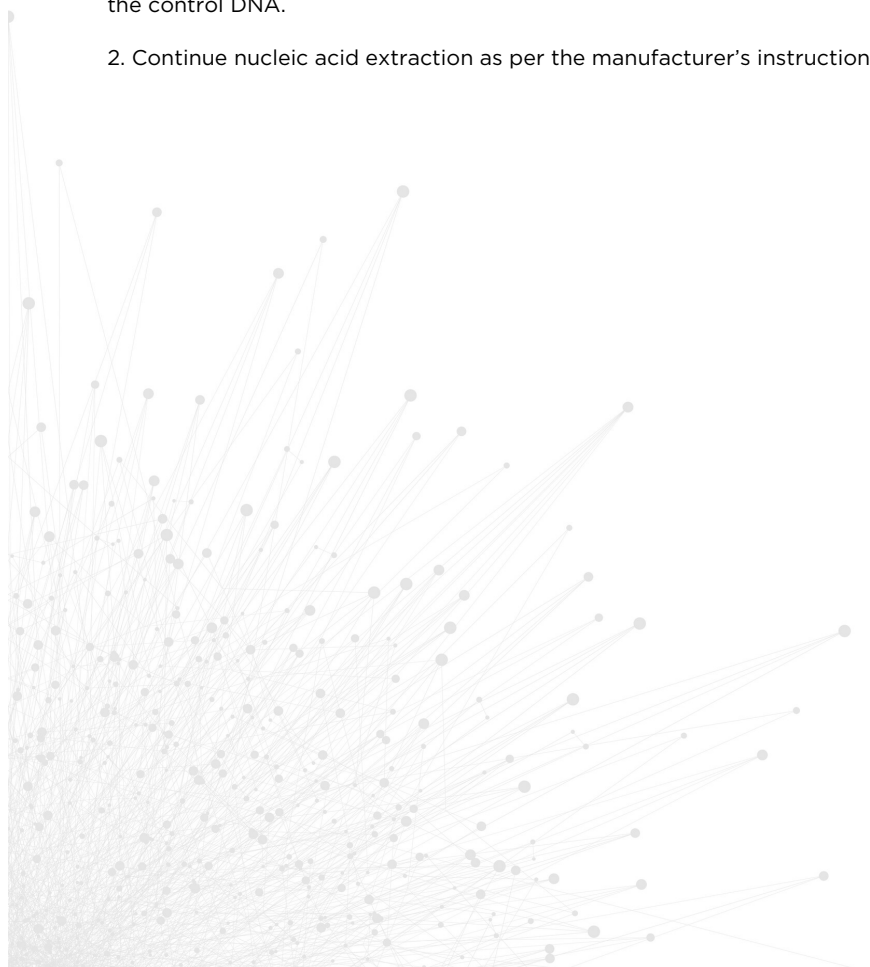 the control DNA.
2. Continue nucleic acid extraction as per the manufacturer’s instruction